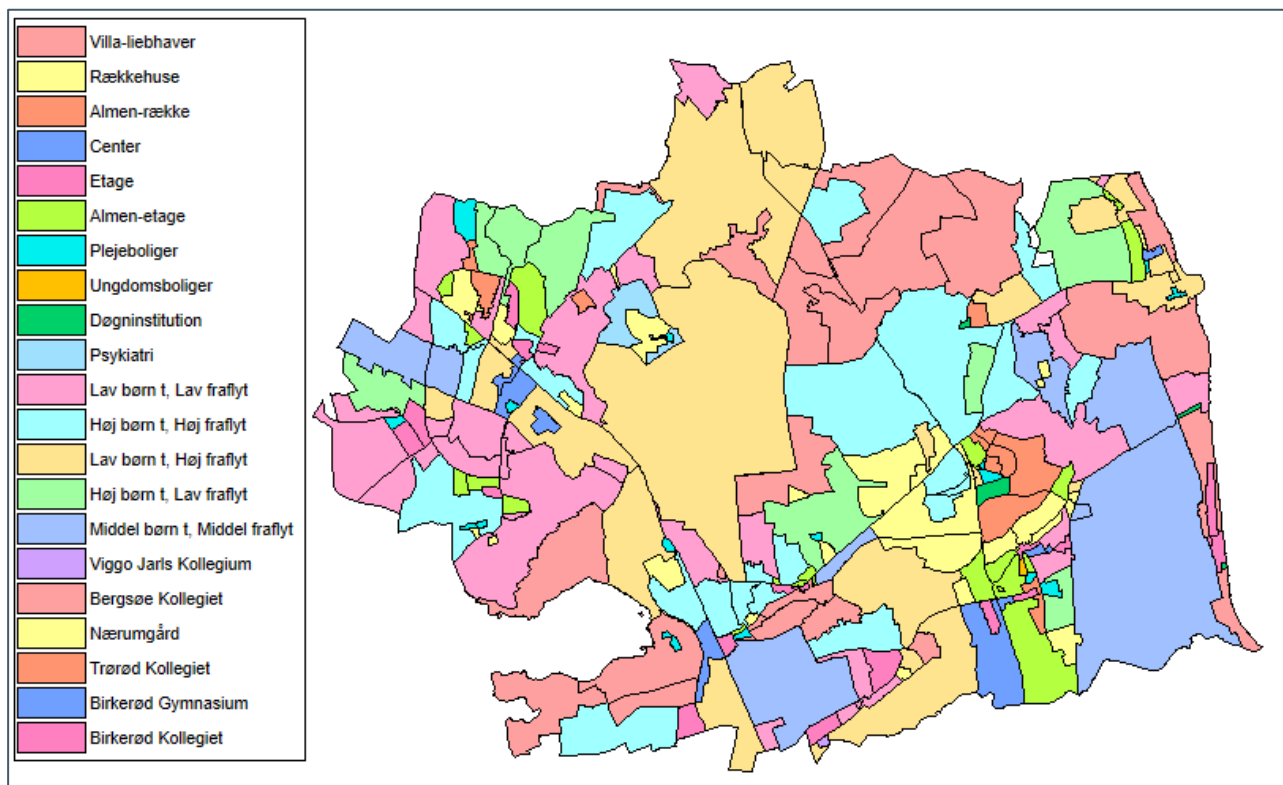 Villa-liebhaver
Rækkehuse
Almen-række
Center
Etage
Almen-etage
Plejeboliger
Ungdomsboliger
Døgninstitution
Psykiatri
Lav børn t, Lav fraflyt
Høj børn t, Høj fraflyt
Lav børn t, Høj fraflyt
Høj børn t, Lav fraflyt
Middel børn t, Middel fraflyt
Viggo Jarls Kollegium
Bergsøe Kollegiet
Nærumgård
Trørød Kollegiet
Birkerød Gymnasium
Birkerød Kollegiet